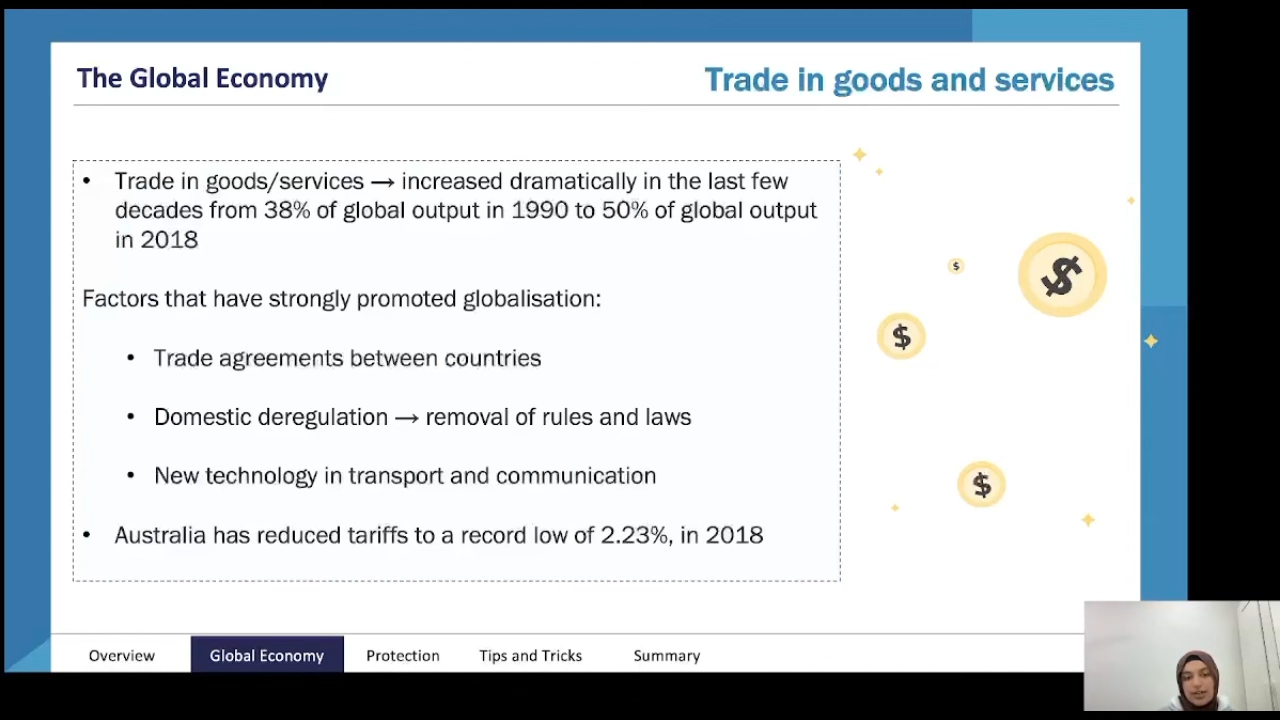 The Global Economy
Trade in goods and services
• Trade in goods/services → increased dramatically in the last few
decades from 38% of global output in 1990 to 50% of global output
in 2018
Factors that have strongly promoted globalisation:
• Trade agreements between countries
• Domestic deregulation → removal of rules and laws
• New technology in transport and communication
• Australia has reduced tariffs to a record low of 2.23%, in 2018
$
$
$
$
Overview Global Economy Protection Tips and Tricks Summary